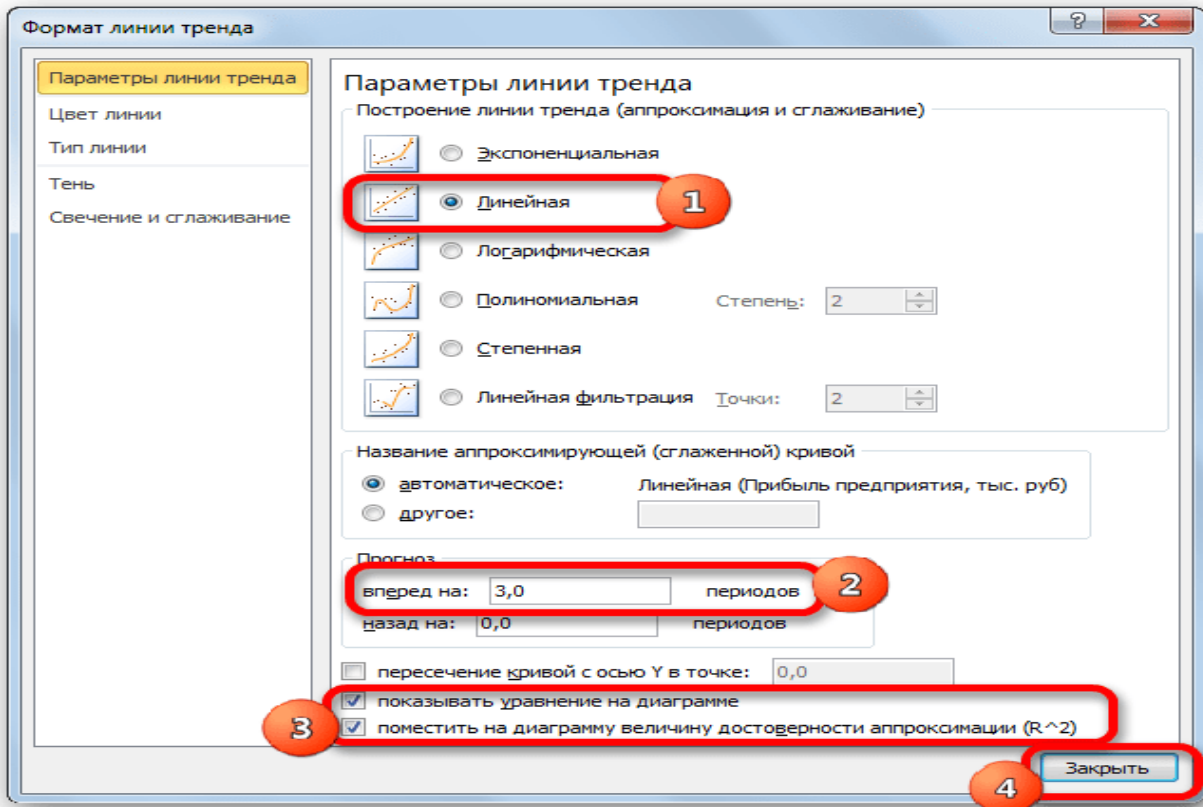 Формат линии тренда
Параметры линии тренда
Цвет линии
Тип линии
Тень
Свечение и сглаживание
Параметры линии тренда
Построение линии тренда (аппроксимация и сглаживание)
Экспоненциальная
Линейная
1
Логарифмическая
Полиномиальная Степень: 2
Степенная
Линейная фильтрация Точки: 2
Название аппроксимирующей (сглаженной) кривой
автоматическое: Линейная (Прибыль предприятия, тыс. руб)
другое:
Прогноз
вперед на: 3,0 периодов
2
назад на: 0,0 периодов
пересечение кривой с осью Y в точке: 0,0
показывать уравнение на диаграмме
3
поместить на диаграмму величину достоверности аппроксимации (R^2)
Закрыть
4